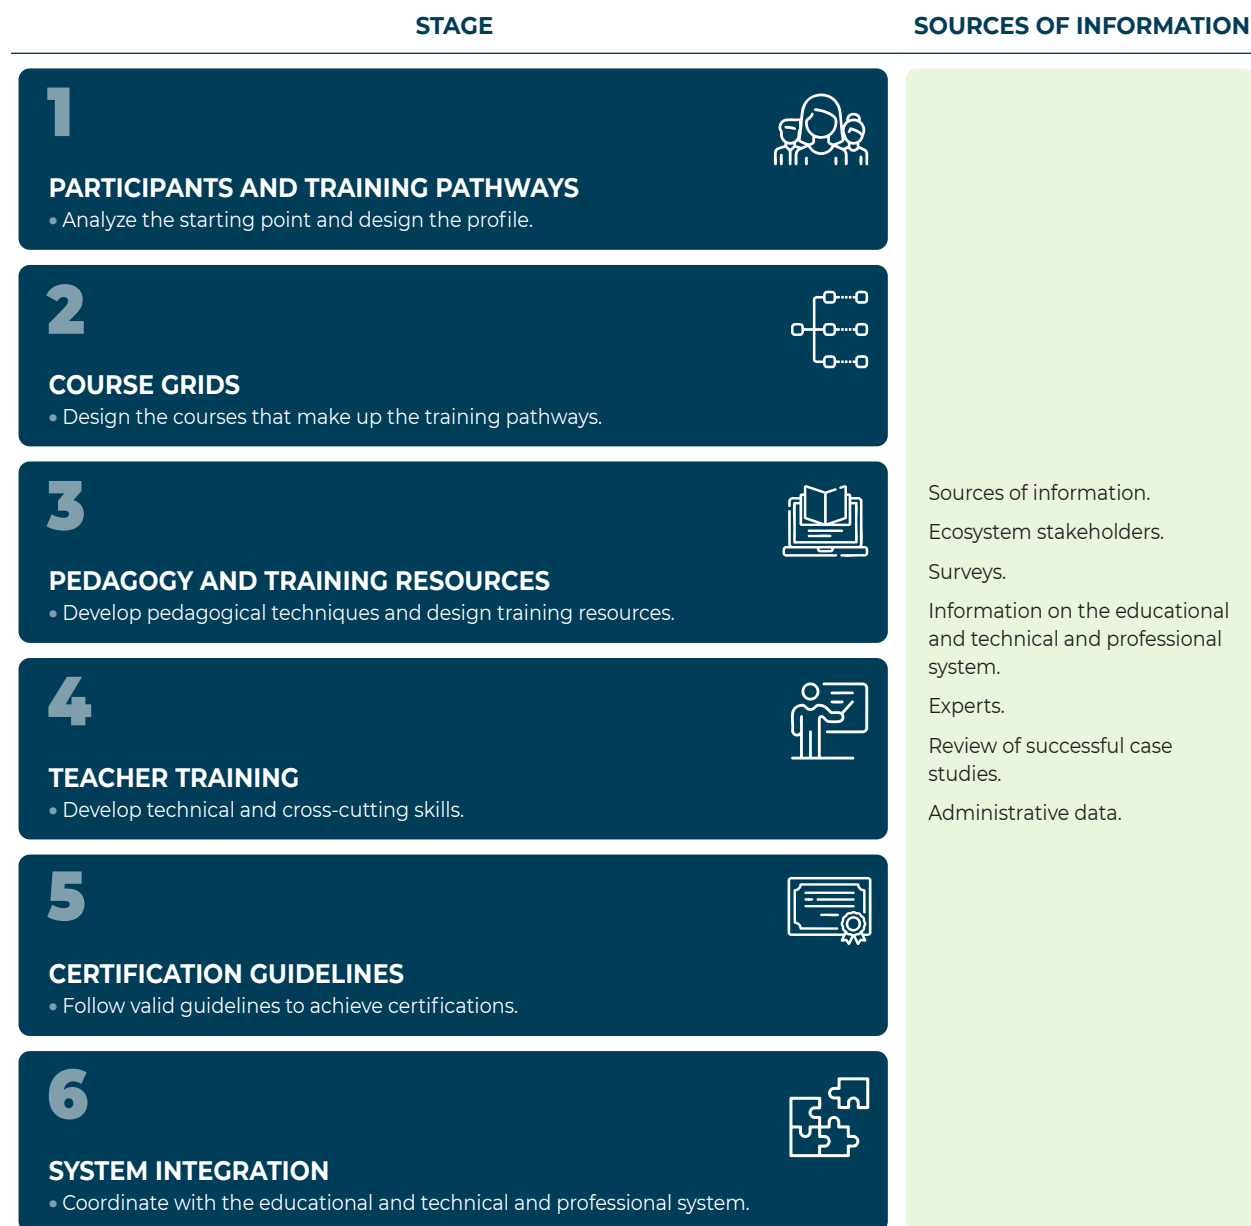 STAGE
SOURCES OF INFORMATION
1
PARTICIPANTS AND TRAINING PATHWAYS
• Analyze the starting point and design the profile.
2
COURSE GRIDS
• Design the courses that make up the training pathways.
3
PEDAGOGY AND TRAINING RESOURCES
• Develop pedagogical techniques and design training resources.
4
TEACHER TRAINING
• Develop technical and cross-cutting skills.
5
CERTIFICATION GUIDELINES
• Follow valid guidelines to achieve certifications.
6
SYSTEM INTEGRATION
• Coordinate with the educational and technical and professional system.
Sources of information.
Ecosystem stakeholders.
Surveys.
Information on the educational
and technical and professional
system.
Experts.
Review of successful case
studies.
Administrative data.